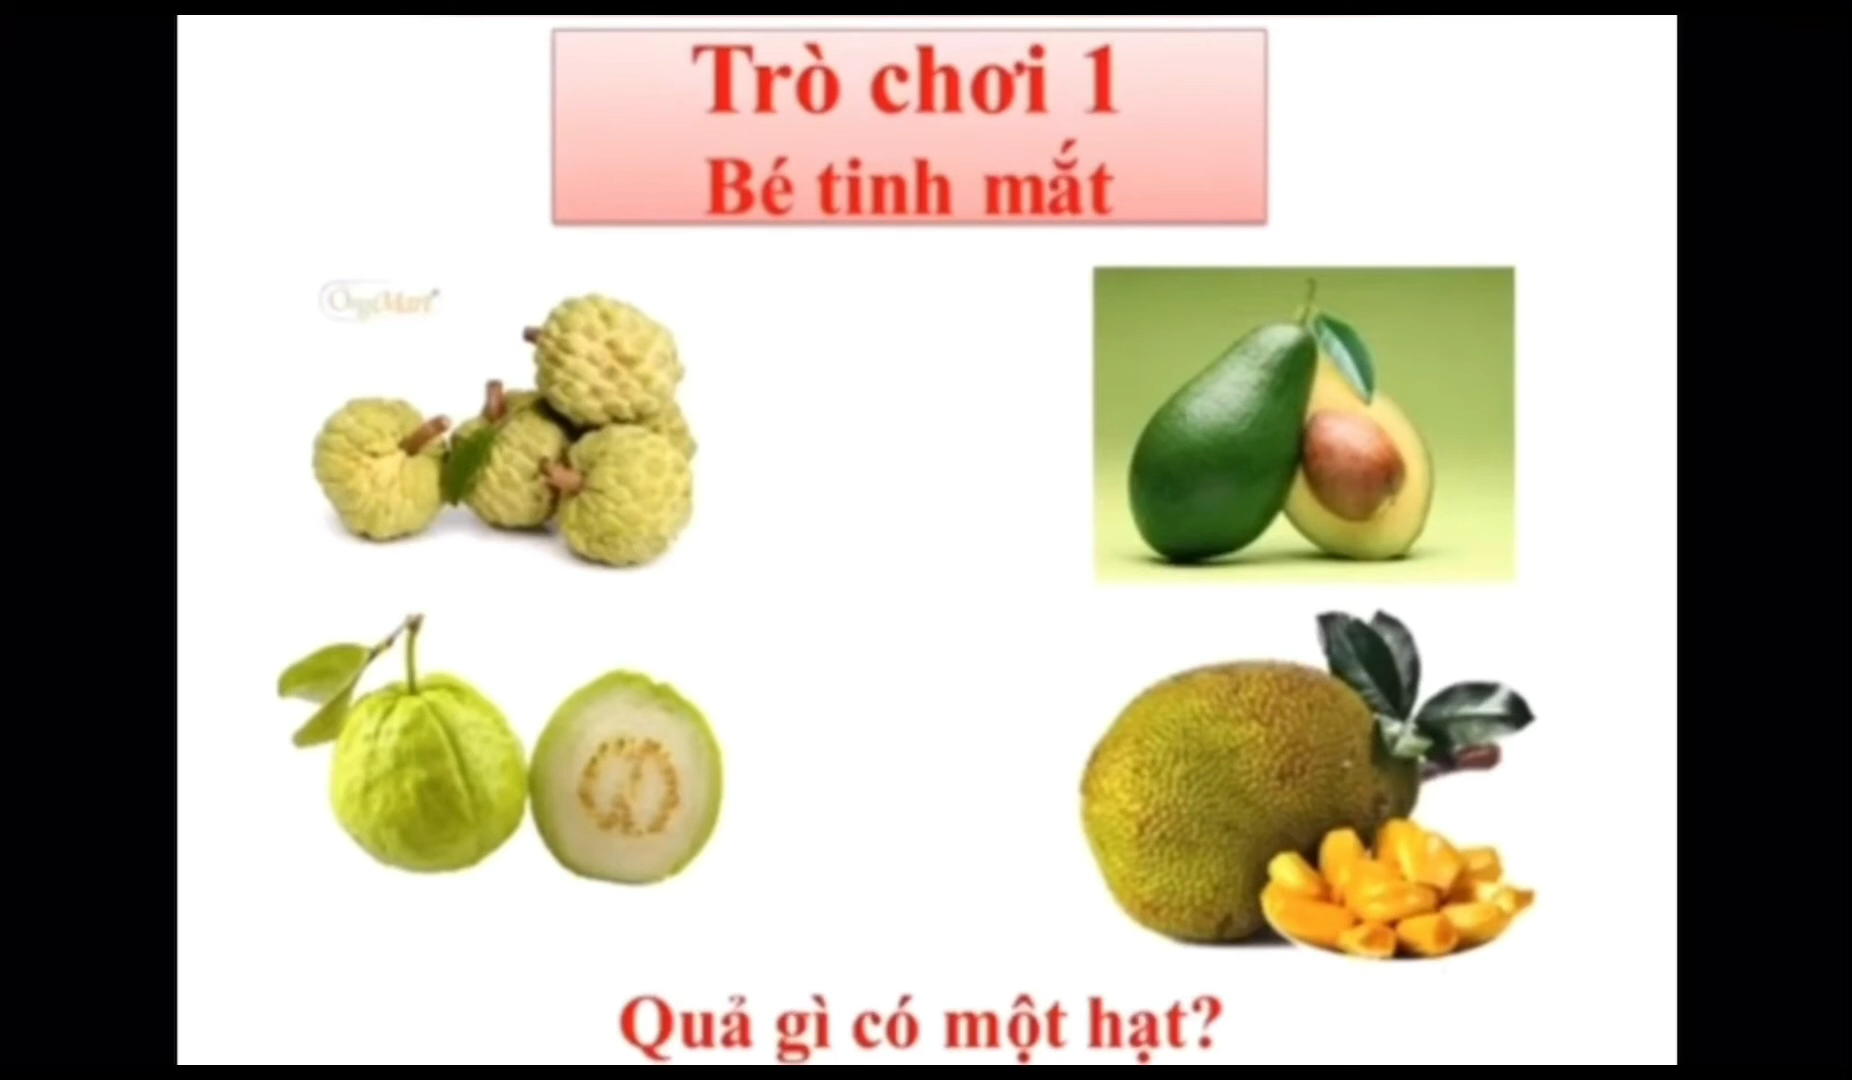 Trò chơi 1
Bé tinh mắt
Quả gì có một hạt?